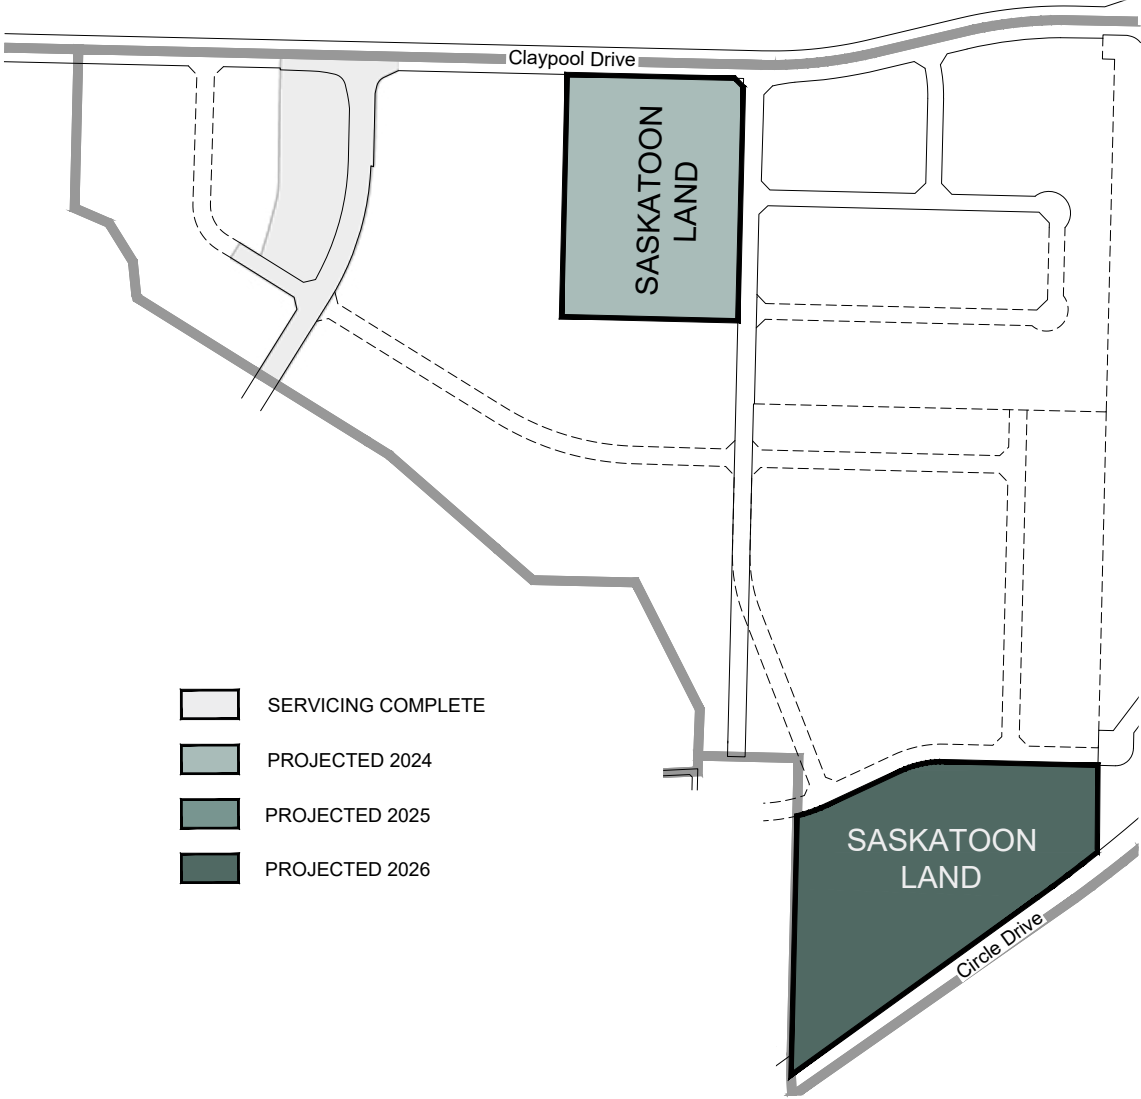 Claypool Drive
SASKATOON
LAND
SERVICING COMPLETE
PROJECTED 2024
PROJECTED 2025
PROJECTED 2026
SASKATOON
LAND
Circle Drive